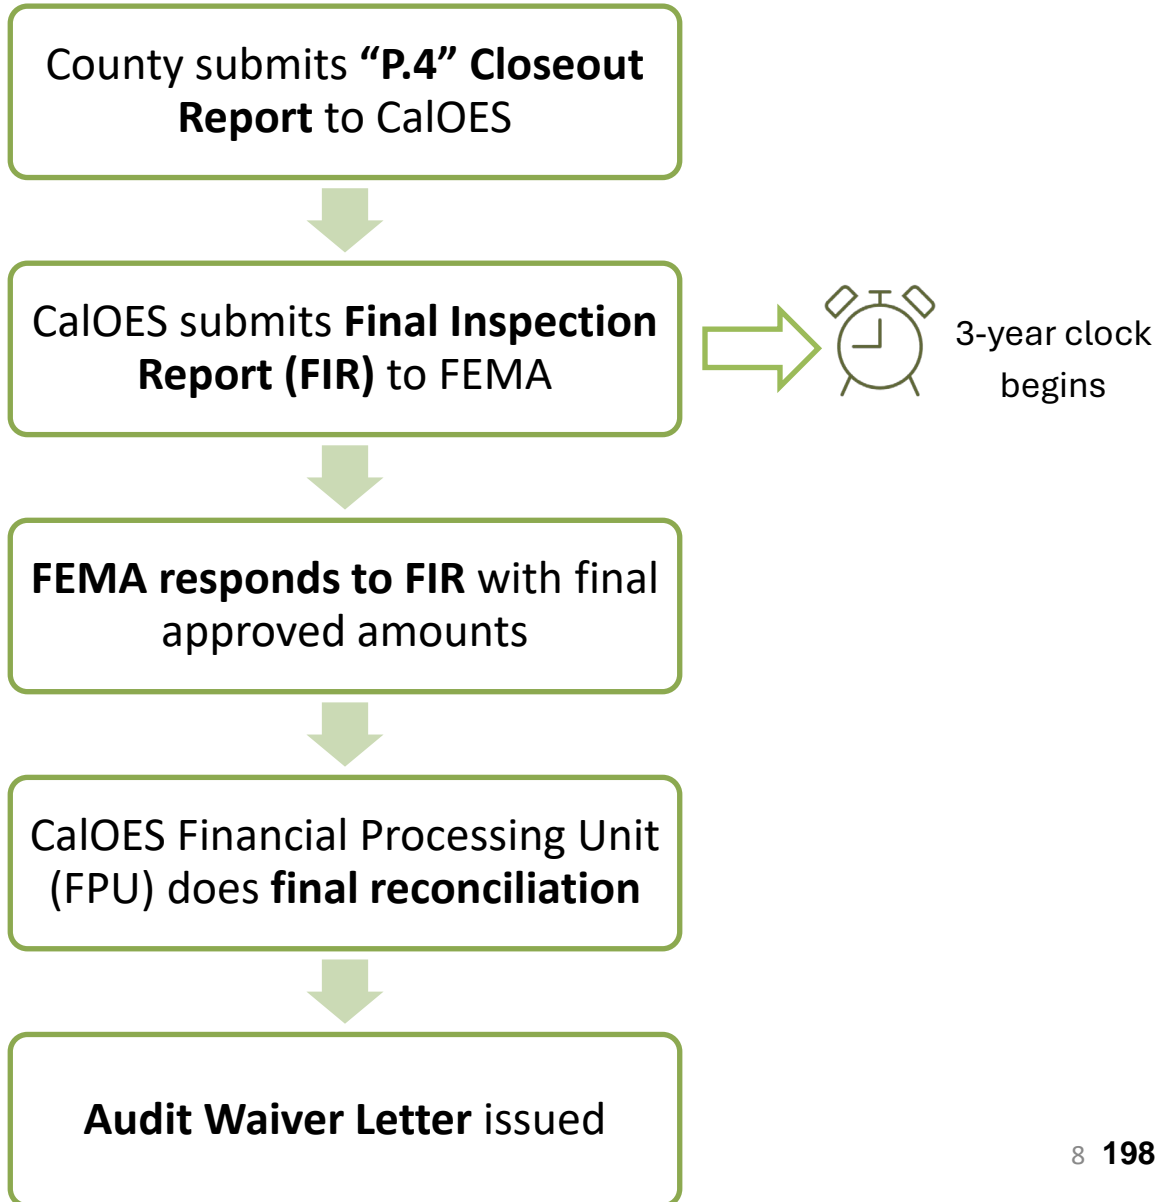 County submits “P.4” Closeout
Report to CalOES
CalOES submits Final Inspection
Report (FIR) to FEMA
3-year clock
begins
FEMA responds to FIR with final
approved amounts
CalOES Financial Processing Unit
(FPU) does final reconciliation
Audit Waiver Letter issued
8 198